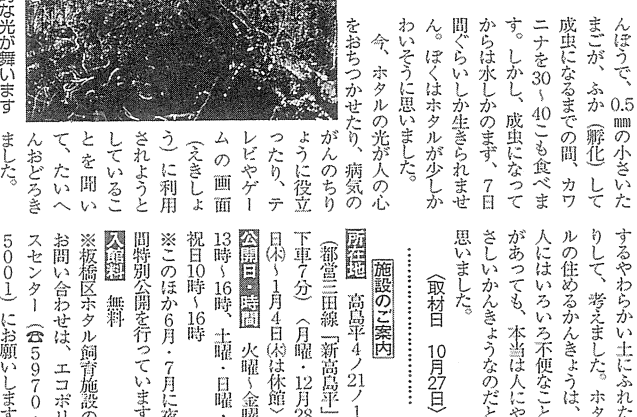 んぼうで、0.5
㎜の小さいた
まごが、ふか（孵化）して
成虫になるまでの間、カワ
ニナを30〜40こも食べま
す。しかし、成虫になって
からは水しかのまず、7日
間ぐらいしか生きられませ
ん。ぼくはホタルが少しか
わいそうに思いました。
今、ホタルの光が人の心
をおちつかせたり、病気の
な光が舞います
がんのちり
ょうに役立
ったり、テ
レビやゲー
ムの画面
（えきしょ
う）に利用
されようと
しているこ
とを聞い
て、たいへ
んおどろき
ました。
するやわらかい土にふれた
りして、考えました。ホタ
ルの住めるかんきょうは、
人にはいろいろ不便なこと
があっても、本当は人にや
さしいかんきょうなのだと
思いました。
〈取材日　10月27日〉
施設のご案内
所在地　高島平4ノ21ノ1
（都営三田線「新高島平」
下車7分）〈月曜・12月28
日㈭〜1月4日㈭は休館〉
公開日・時間　火曜〜金曜
13時〜16時、土曜・日曜・
祝日10時〜16時
※このほか6月・7月に夜
間特別公開を行っています
入館料　無料
※板橋区ホタル飼育施設の
お問い合わせは、エコポリ
スセンター（☎5970・
5001）にお願いします